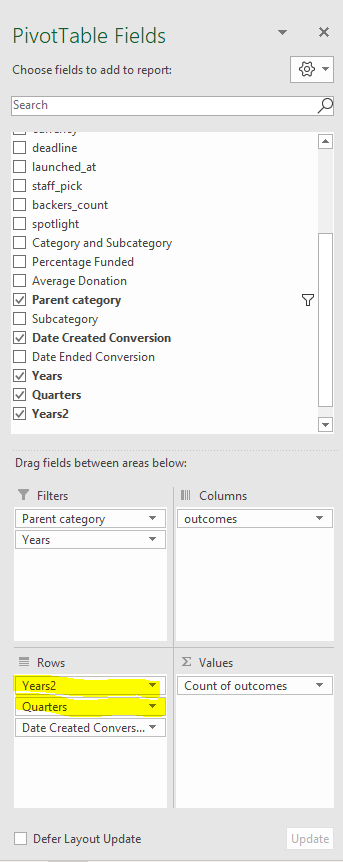 PivotTable Fields
Choose fields to add to report:
Search
currency
deadline
launched_at
staff_pick
backers_count
spotlight
Category and Subcategory
Percentage Funded
Average Donation
Parent category
Subcategory
Date Created Conversion
Date Ended Conversion
Years
Quarters
Years2
Drag fields between areas below:
Filters
Columns
Parent category
outcomes
Years
Rows
Values
Years2
Count of outcomes
Quarters
Date Created Convers...
Defer Layout Update
Update